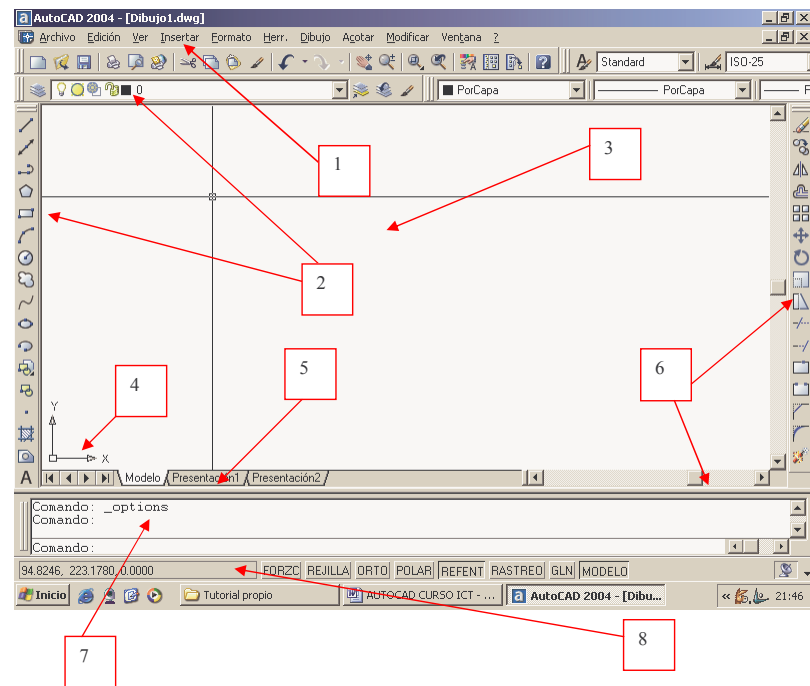 AutoCAD 2004 - [Dibujo1.dwg]
Archivo Edición Ver Insertar Formato Herr. Dibujo Acotar Modificar Ventana ?
Standard ISO-25
0 PorCapa PorCapa P
1
3
2
5
6
4
Y
X
Modelo Presentación1 Presentación2
A
Comando: _options
Comando:
Comando:
94.8246, 223.1780, 0.0000 FORZC REJILLA ORTO POLAR REFENT RASTREO GLN MODELO
Inicio Tutorial propio AUTOCAD CURSO ICT - ... AutoCAD 2004 - [Dibu... « 21:46
8
7